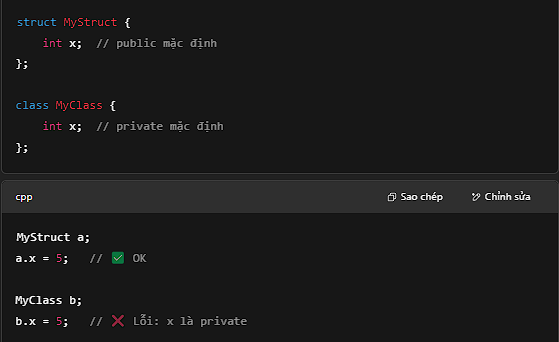 struct MyStruct {
    int x;  // public mặc định
};
class MyClass {
    int x;  // private mặc định
};
cpp Sao chép Chỉnh sửa
MyStruct a;
a.x = 5;   // ✅ OK
MyClass b;
b.x = 5;   // ❌ Lỗi: x là private